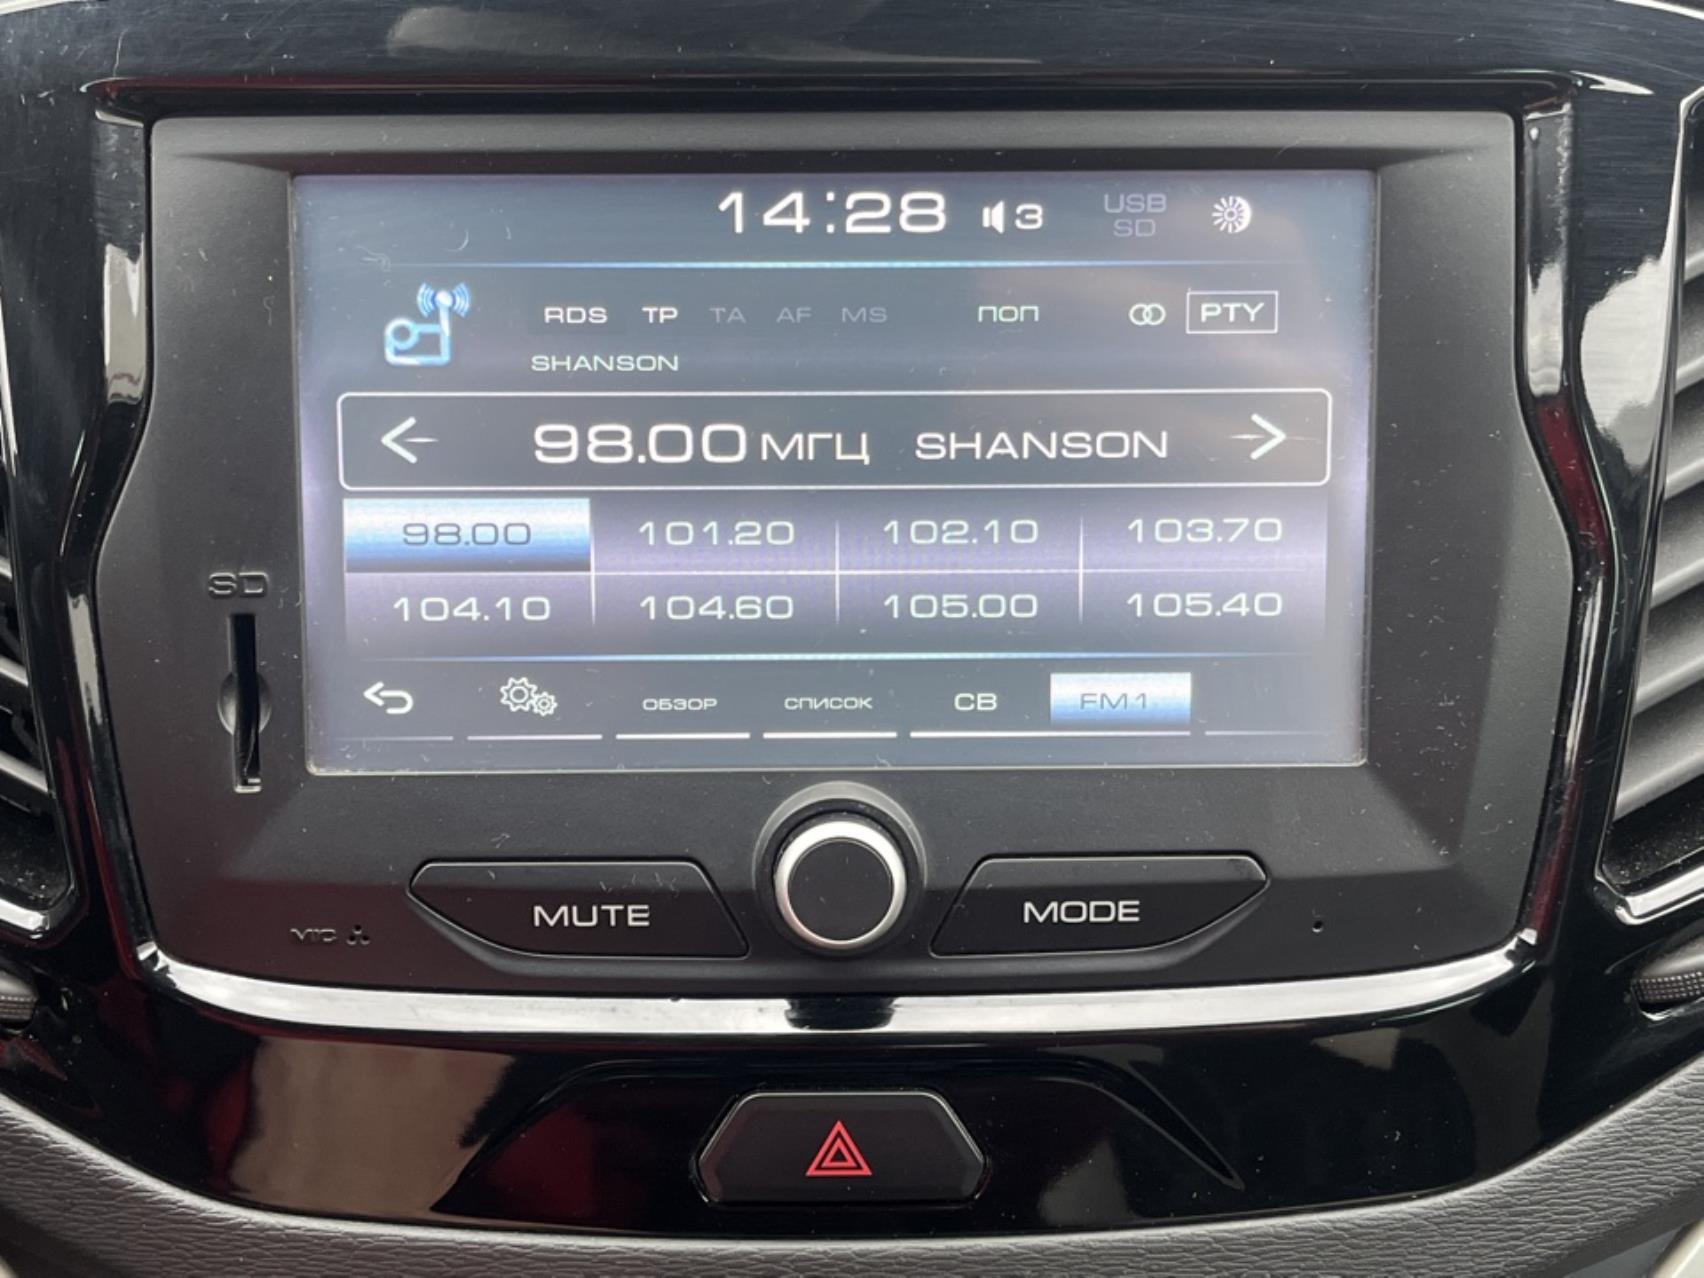 14:28 3 USB
SD
RDS TP TA AF MS ПОП PTY
SHANSON
98.00 МГЦ SHANSON
98.00 101.20 102.10 103.70
104.10 104.60 105.00 105.40
ОБЗОР СПИСОК СВ FM1
SD
MUTE MODE
MIC